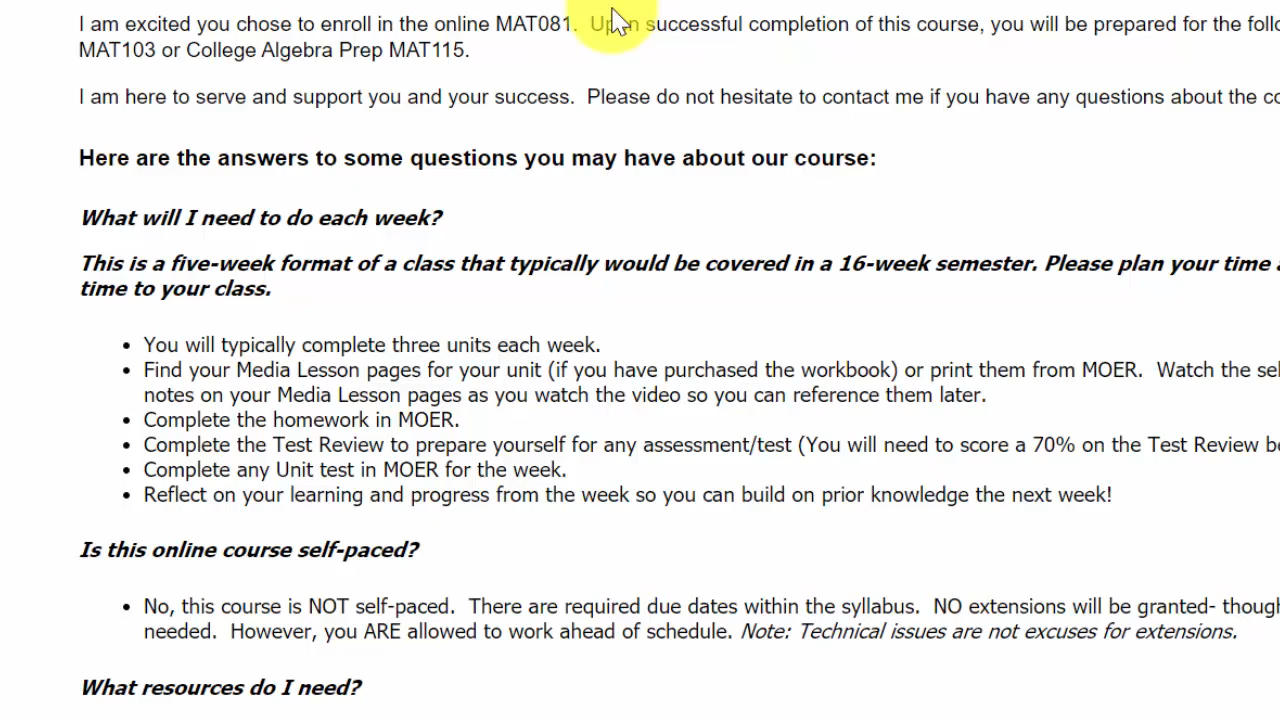 I am excited you chose to enroll in the online MAT081.  Upon successful completion of this course, you will be prepared for the
MAT103 or College Algebra Prep MAT115.
I am here to serve and support you and your success.  Please do not hesitate to contact me if you have any questions about the
Here are the answers to some questions you may have about our course:
What will I need to do each week?
This is a five-week format of a class that typically would be covered in a 16-week semester. Please plan your time
time to your class.
• You will typically complete three units each week.
• Find your Media Lesson pages for your unit (if you have purchased the workbook) or print them from MOER.  Watch the
notes on your Media Lesson pages as you watch the video so you can reference them later.
• Complete the homework in MOER.
• Complete the Test Review to prepare yourself for any assessment/test (You will need to score a 70% on the Test Review
• Complete any Unit test in MOER for the week.
• Reflect on your learning and progress from the week so you can build on prior knowledge the next week!
Is this online course self-paced?
• No, this course is NOT self-paced.  There are required due dates within the syllabus.  NO extensions will be granted-
needed.  However, you ARE allowed to work ahead of schedule. Note: Technical issues are not excuses for extensions.
What resources do I need?